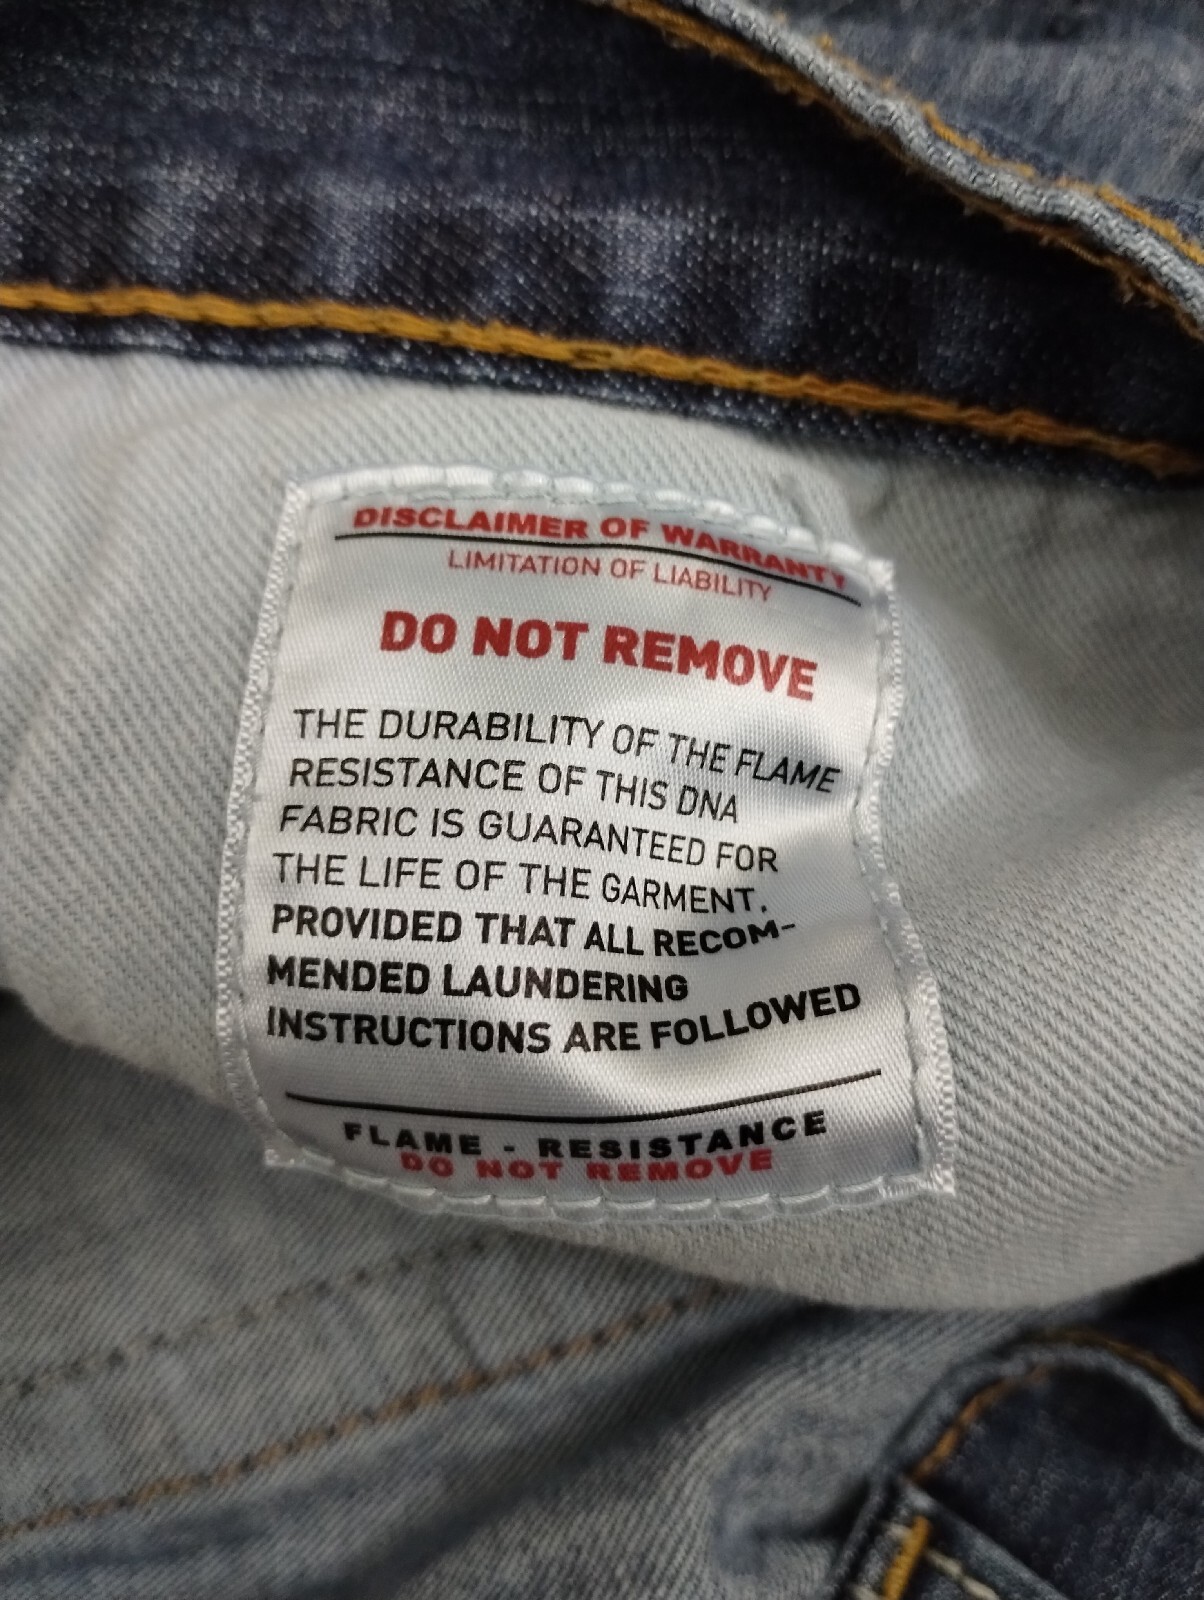 DISCLAIMER OF WARRANTY
LIMITATION OF LIABILITY
DO NOT REMOVE
THE DURABILITY OF THE FLAME
RESISTANCE OF THIS DNA
FABRIC IS GUARANTEED FOR
THE LIFE OF THE GARMENT.
PROVIDED THAT ALL RECOM-
MENDED LAUNDERING
INSTRUCTIONS ARE FOLLOWED
FLAME - RESISTANCE
DO NOT REMOVE